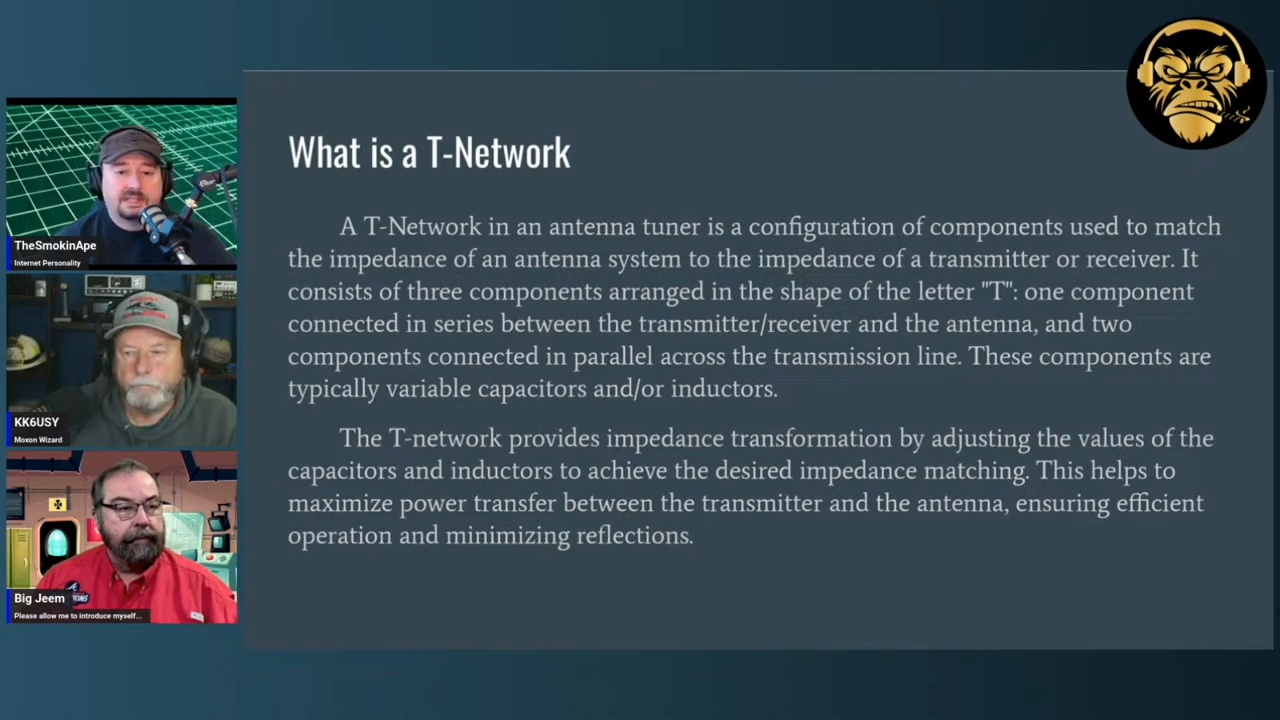 What is a T-Network
A T-Network in an antenna tuner is a configuration of components used to match
the impedance of an antenna system to the impedance of a transmitter or receiver. It
consists of three components arranged in the shape of the letter "T": one component
connected in series between the transmitter/receiver and the antenna, and two
components connected in parallel across the transmission line. These components are
typically variable capacitors and/or inductors.
The T-network provides impedance transformation by adjusting the values of the
capacitors and inductors to achieve the desired impedance matching. This helps to
maximize power transfer between the transmitter and the antenna, ensuring efficient
operation and minimizing reflections.
TheSmokinApe
Internet Personality
KK6USY
Moxon Wizard
Big Jeem
Please allow me to introduce myself...